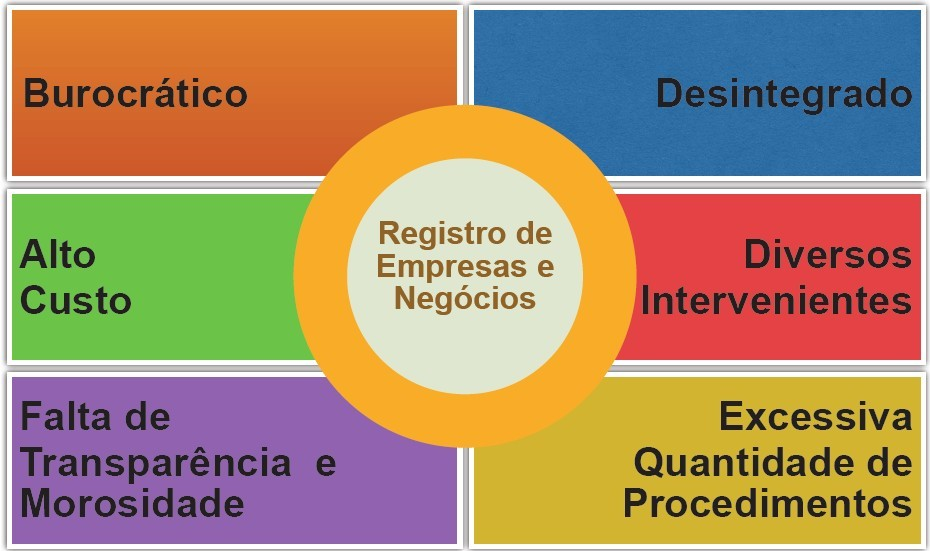 Burocrático
Desintegrado
Alto
Custo
Registro de
Empresas e
Negócios
Diversos
Intervenientes
Falta de
Transparência e
Morosidade
Excessiva
Quantidade de
Procedimentos